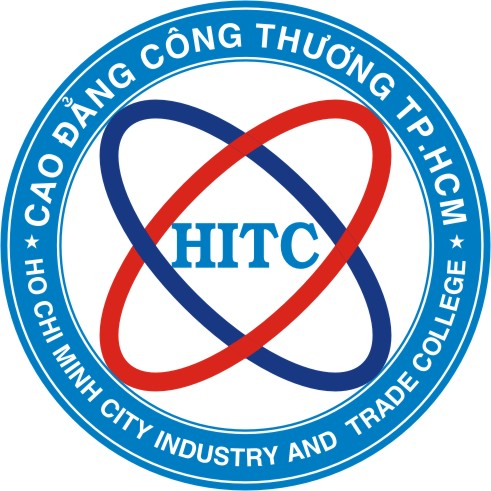 CAO ĐẲNG CÔNG THƯƠNG TP.HCM
HITC
★ HO CHI MINH CITY INDUSTRY AND TRADE COLLEGE ★